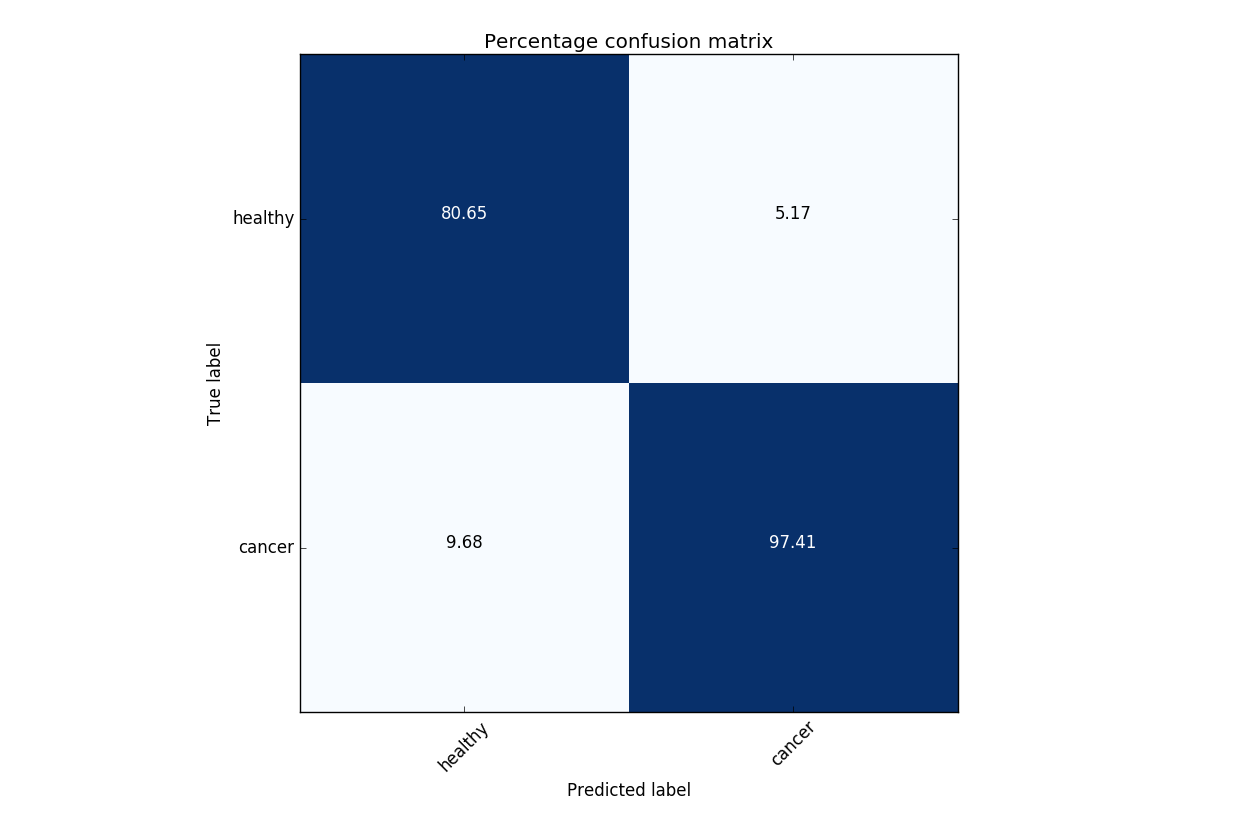 Percentage confusion matrix
healthy
80.65
5.17
True label
cancer
9.68
97.41
healthy
cancer
Predicted label